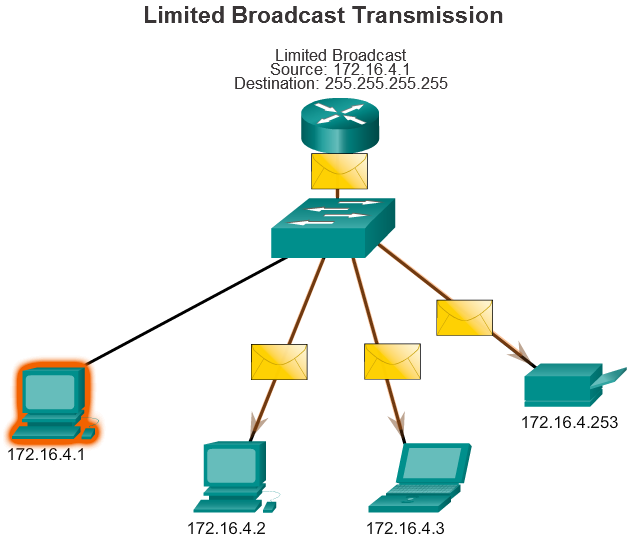 Limited Broadcast Transmission
Limited Broadcast
Source: 172.16.4.1
Destination: 255.255.255.255
172.16.4.253
172.16.4.1
172.16.4.2
172.16.4.3